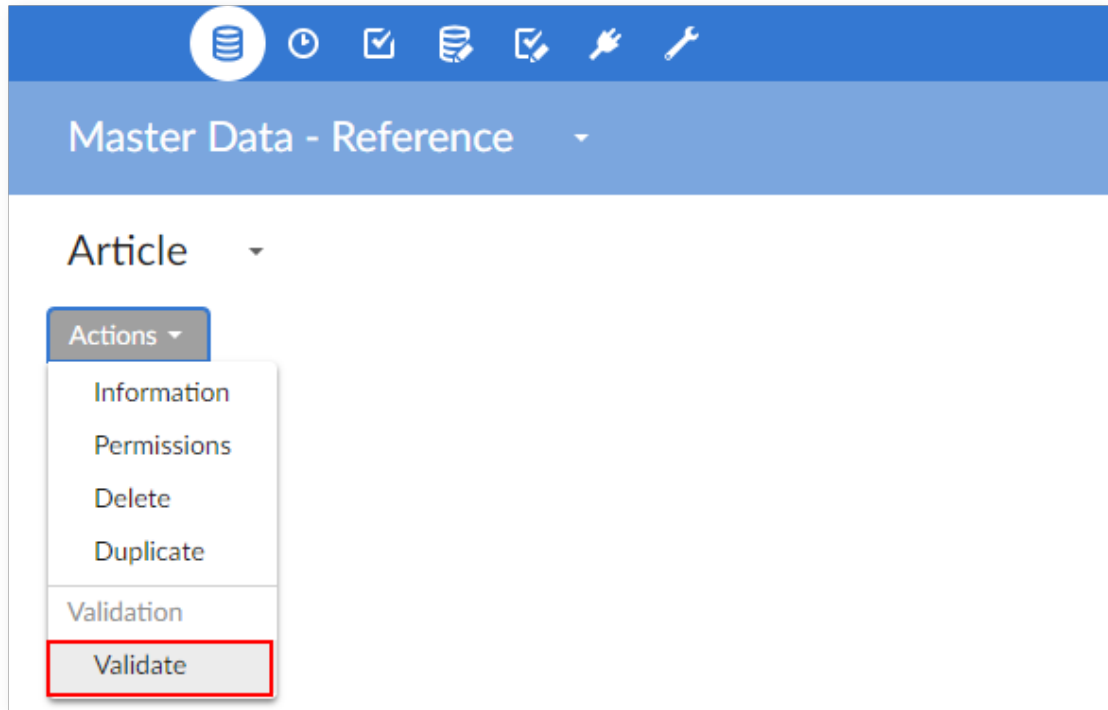 Master Data - Reference
Article
Actions
Information
Permissions
Delete
Duplicate
Validation
Validate